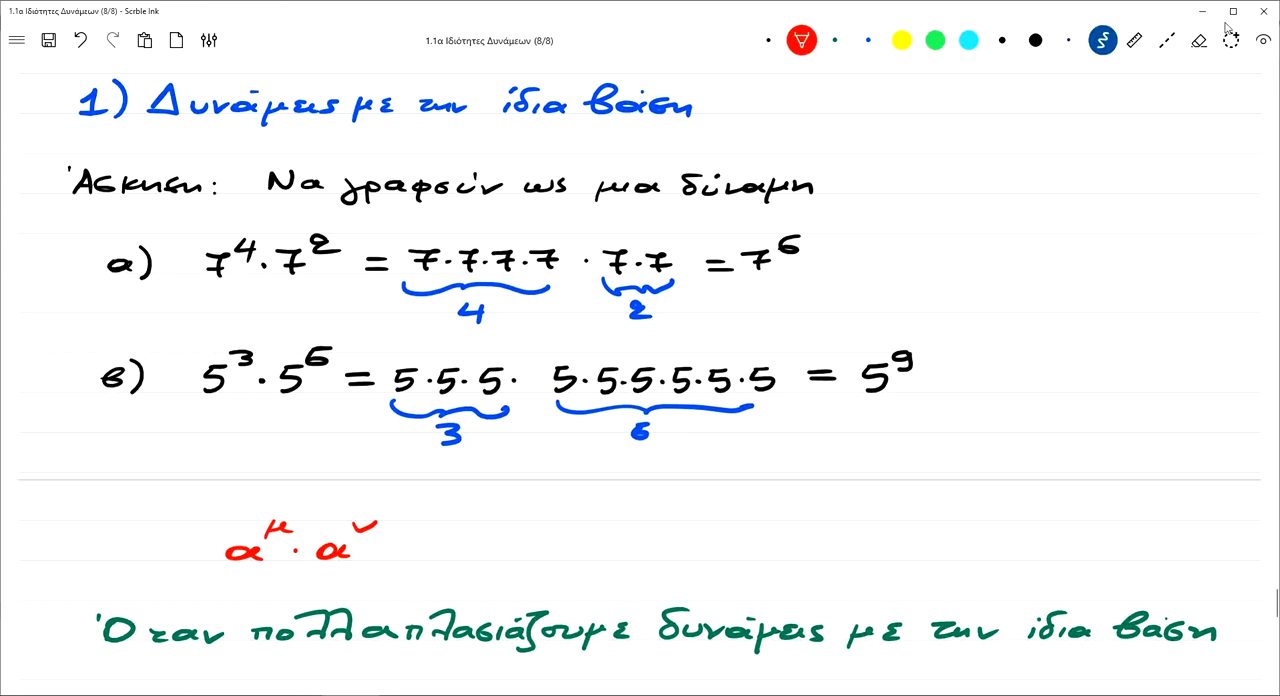 1.1α Ιδιότητες Δυνάμεων (8/8) - Scrble Ink
1.1α Ιδιότητες Δυνάμεων (8/8)
1) Δυνάμεις με την ίδια βάση
Άσκηση: Να γραφούν ως μια δύναμη
α) 7⁴·7² = 7·7·7·7 · 7·7 = 7⁶
4 2
β) 5³·5⁶ = 5·5·5· 5·5·5·5·5·5 = 5⁹
3 6
α^μ · α^ν
Όταν πολλαπλασιάζουμε δυνάμεις με την ίδια βάση